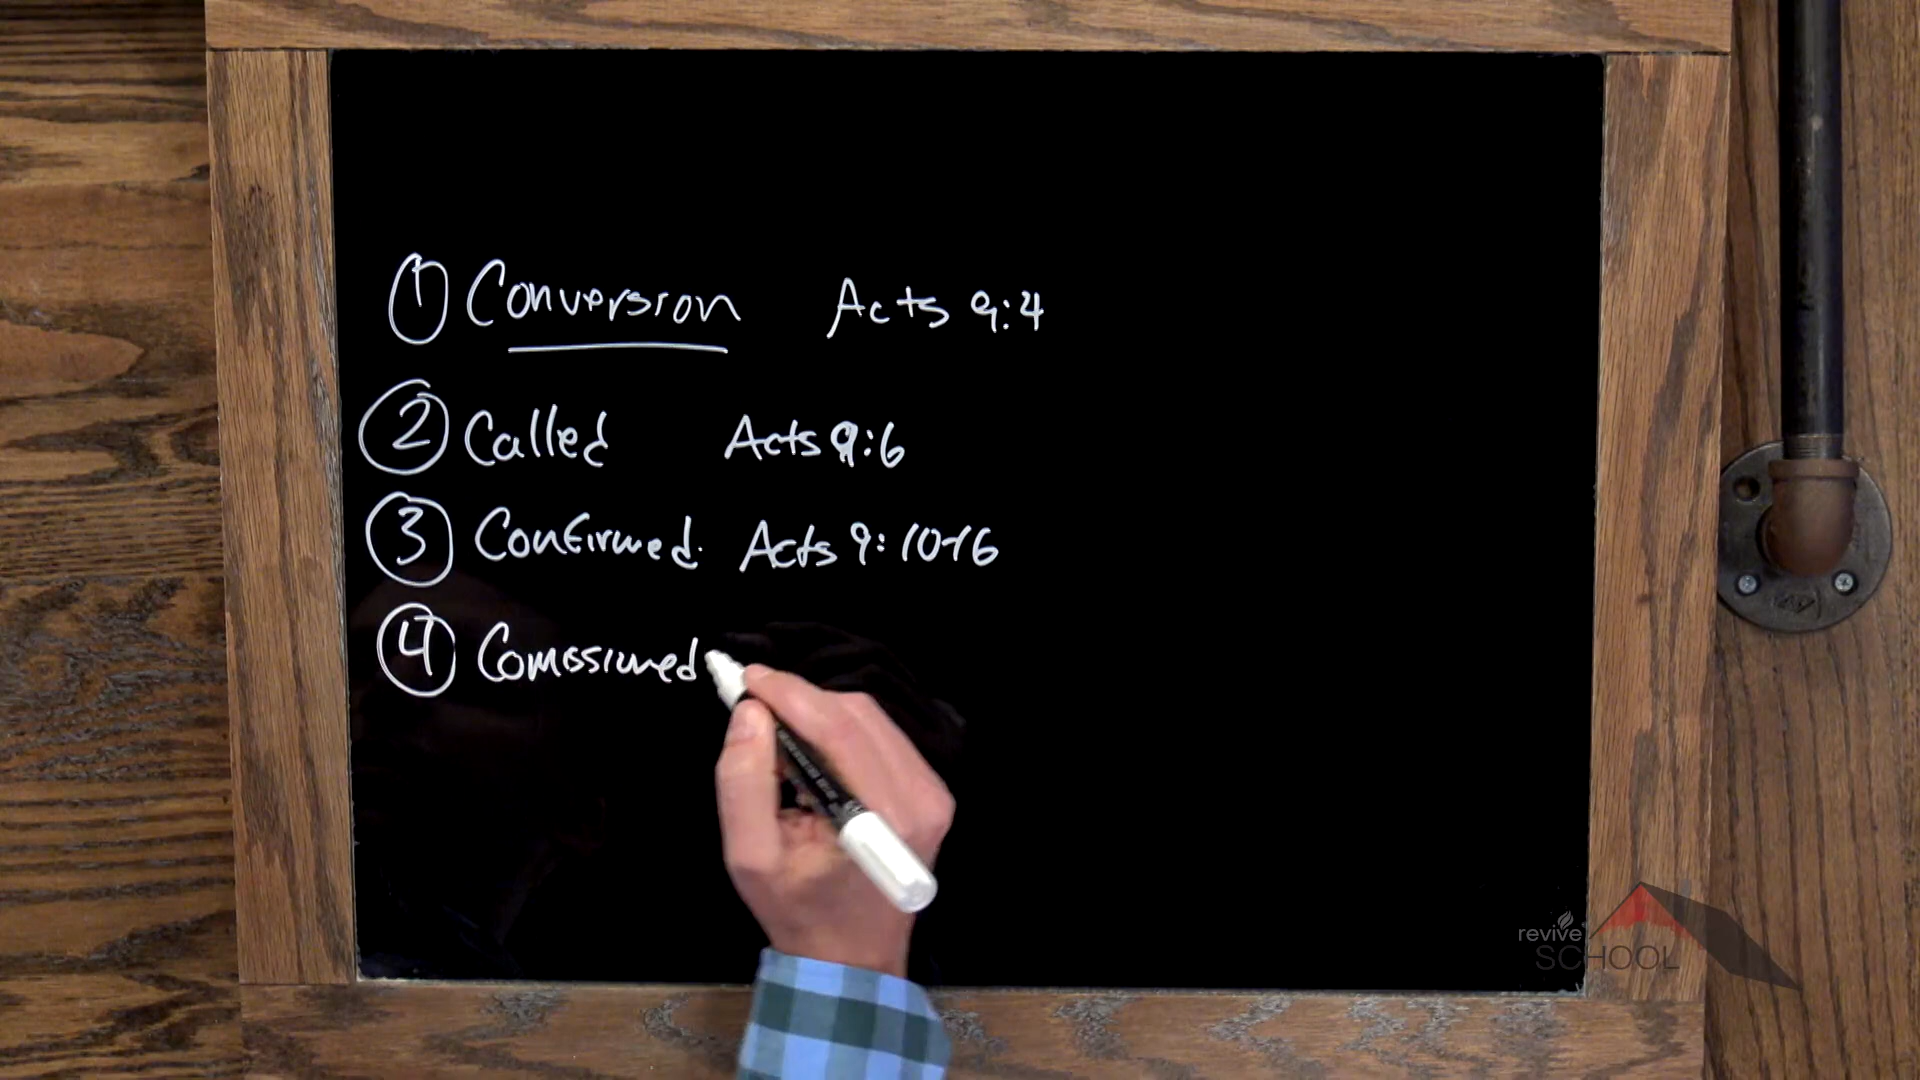 ① Conversion Acts 9:4
② Called Acts 9:6
③ Confirmed. Acts 9:10-16
④ Comossioned
revive
SCHOOL